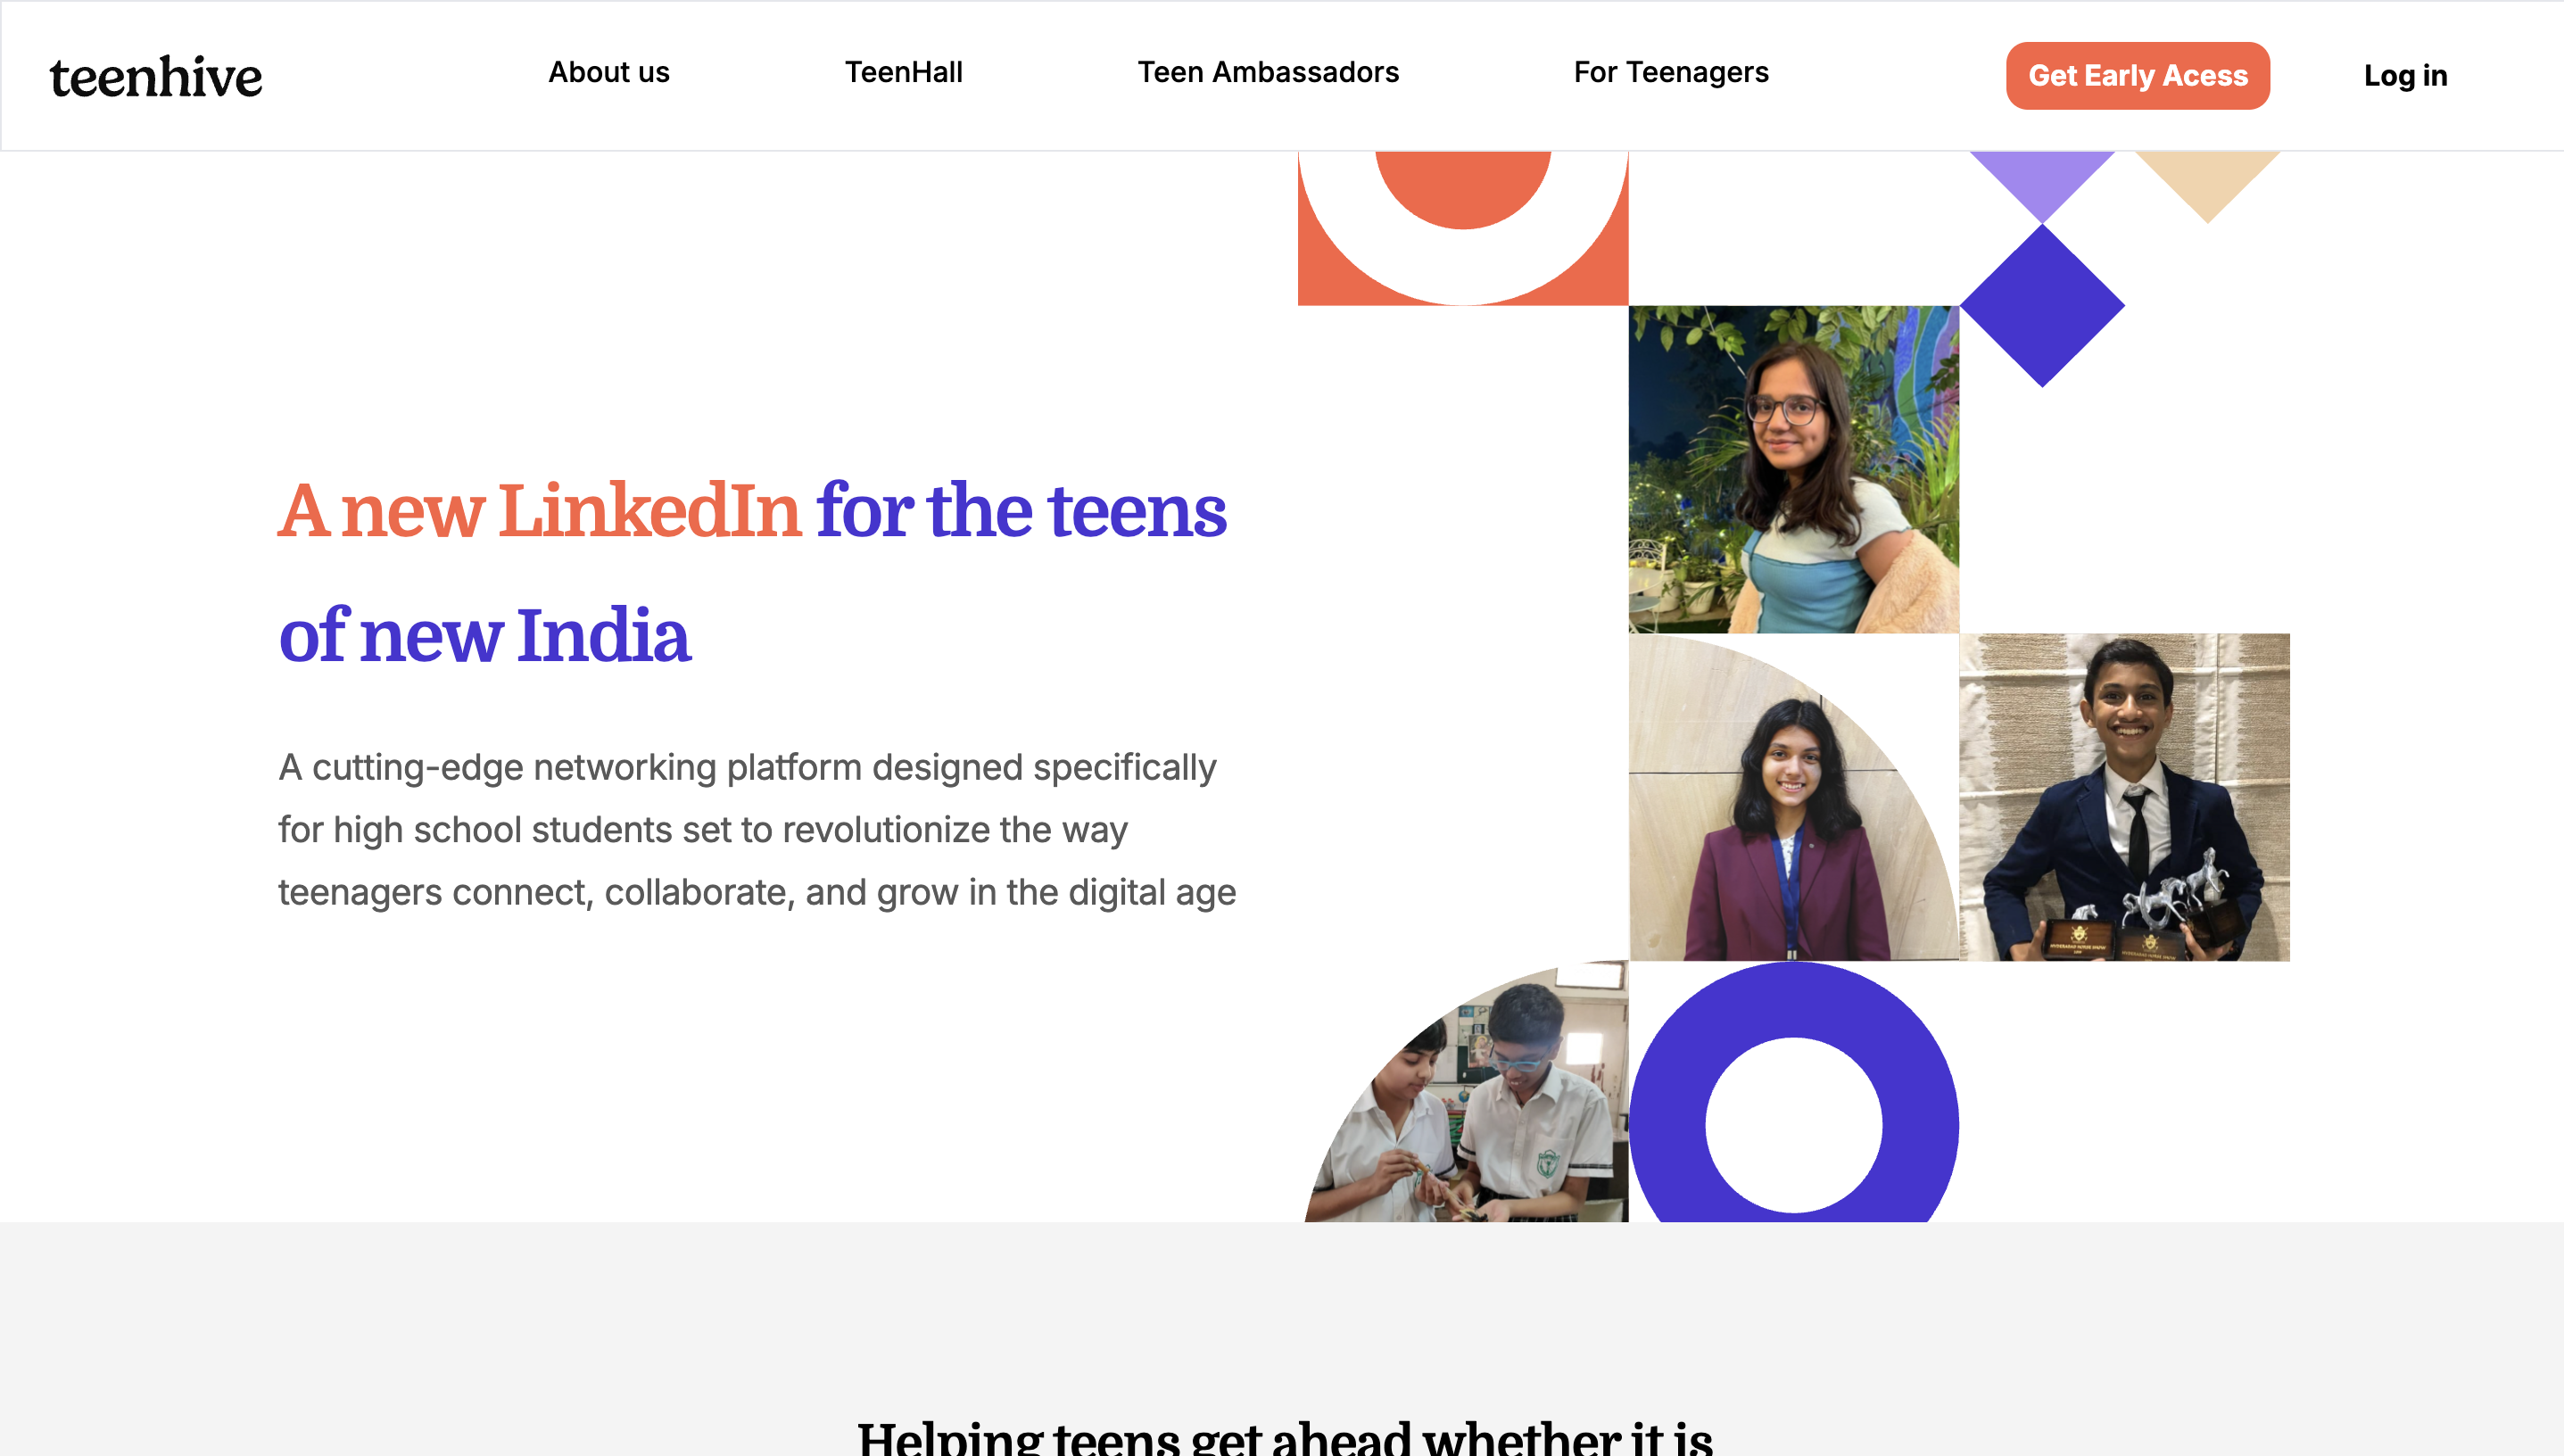 teenhive
About us
TeenHall
Teen Ambassadors
For Teenagers
Get Early Acess
Log in
A new LinkedIn for the teens
of new India
A cutting-edge networking platform designed specifically
for high school students set to revolutionize the way
teenagers connect, collaborate, and grow in the digital age
Helping teens get ahead whether it is